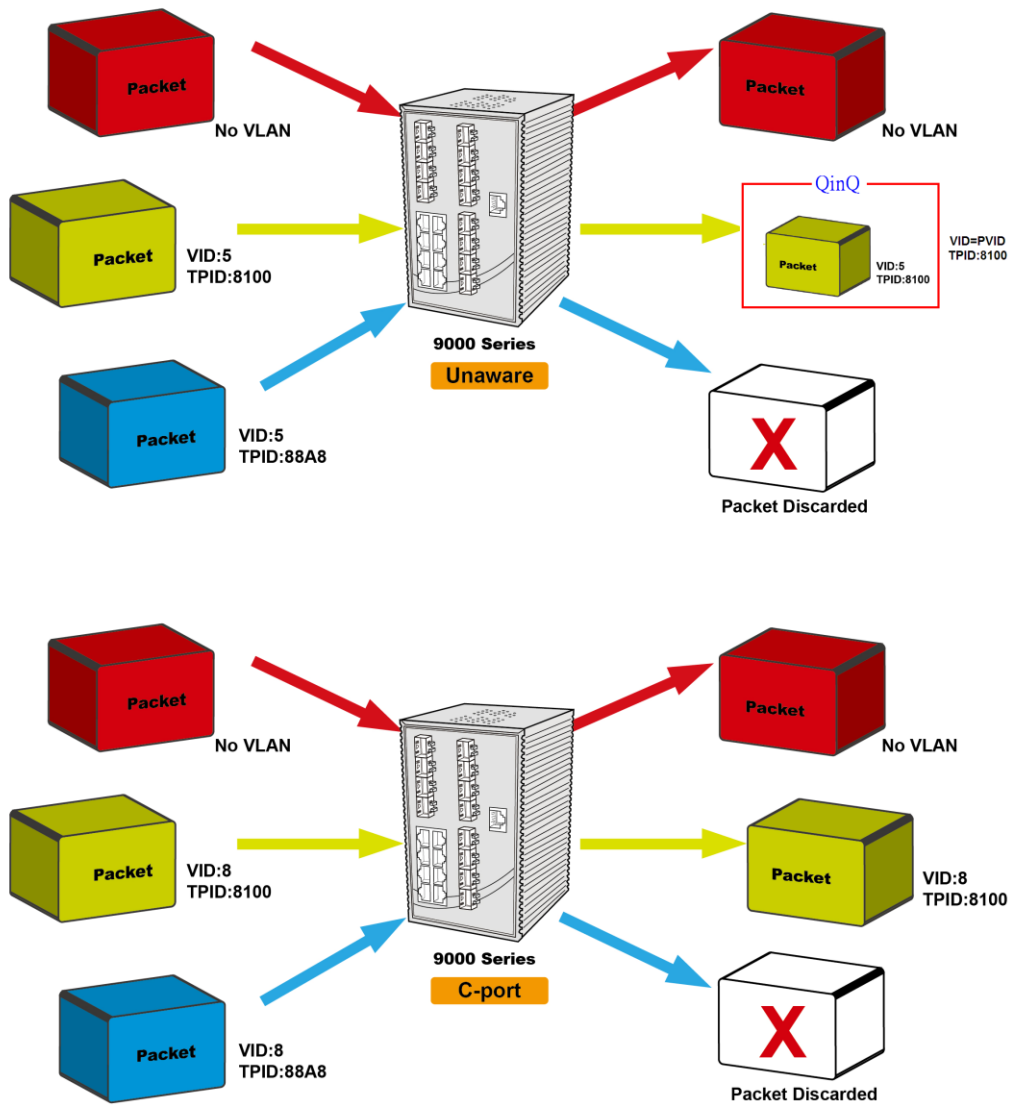 Packet
No VLAN
Packet
No VLAN
Packet
VID:5
TPID:8100
QinQ
Packet
VID:5
TPID:8100
VID=PVID
TPID:8100
Packet
VID:5
TPID:88A8
9000 Series
Unaware
X
Packet Discarded
Packet
No VLAN
Packet
No VLAN
Packet
VID:8
TPID:8100
Packet
VID:8
TPID:8100
Packet
VID:8
TPID:88A8
9000 Series
C-port
X
Packet Discarded